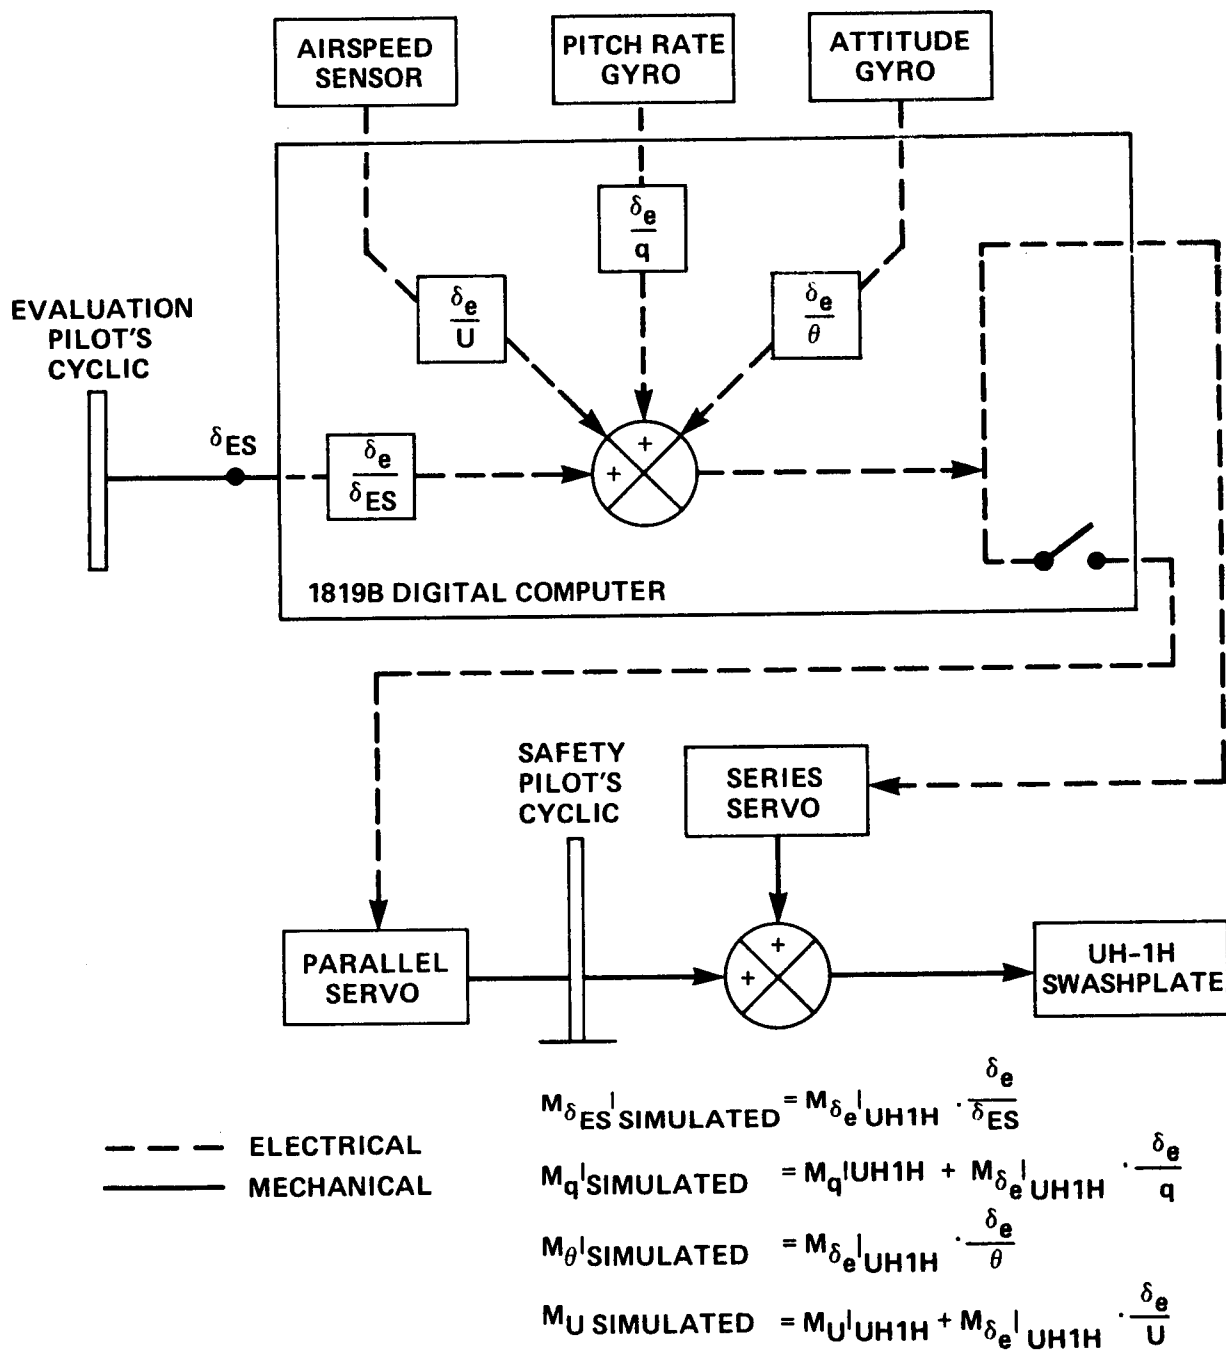 AIRSPEED
SENSOR
PITCH RATE
GYRO
ATTITUDE
GYRO
δe
q
δe
U
δe
θ
EVALUATION
PILOT'S
CYCLIC
δES
δe
δES
+
+
1819B DIGITAL COMPUTER
SAFETY
PILOT'S
CYCLIC
SERIES
SERVO
PARALLEL
SERVO
+
+
UH-1H
SWASHPLATE
ELECTRICAL
MECHANICAL
MδES|SIMULATED = Mδe|UH1H · δe/δES
Mq|SIMULATED = Mq|UH1H + Mδe|UH1H · δe/q
Mθ|SIMULATED = Mδe|UH1H · δe/θ
MU SIMULATED = MU|UH1H + Mδe|UH1H · δe/U